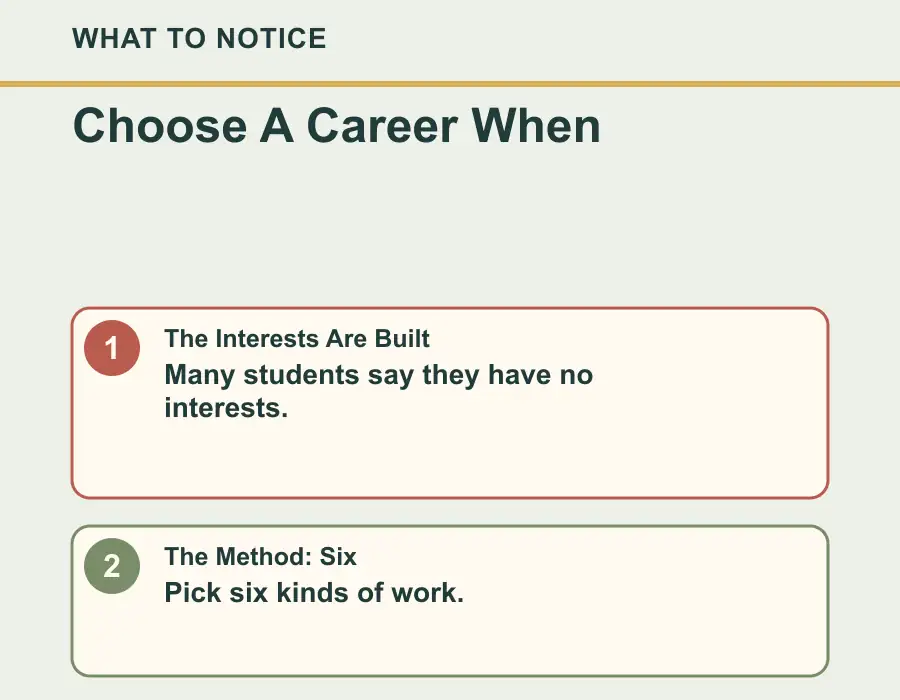 WHAT TO NOTICE
Choose A Career When
1
The Interests Are Built
Many students say they have no
interests.
2
The Method: Six
Pick six kinds of work.